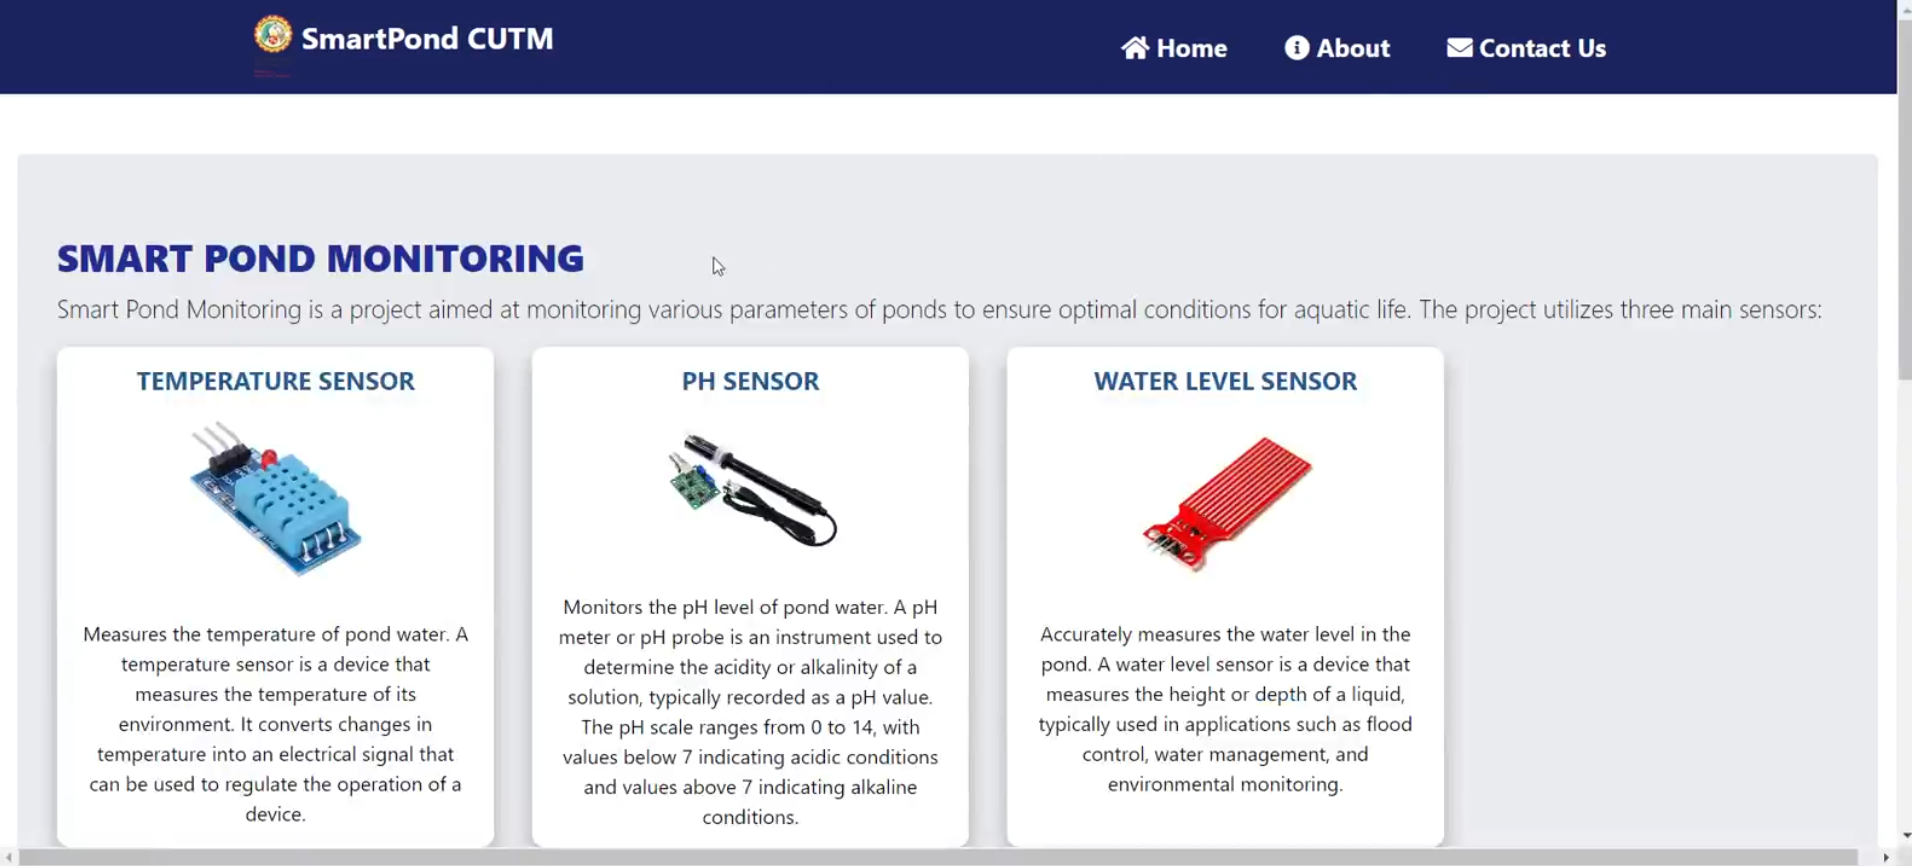 SmartPond CUTM
Home
About
Contact Us
SMART POND MONITORING
Smart Pond Monitoring is a project aimed at monitoring various parameters of ponds to ensure optimal conditions for aquatic life. The project utilizes three main sensors:
TEMPERATURE SENSOR
Measures the temperature of pond water. A
temperature sensor is a device that
measures the temperature of its
environment. It converts changes in
temperature into an electrical signal that
can be used to regulate the operation of a
device.
PH SENSOR
Monitors the pH level of pond water. A pH
meter or pH probe is an instrument used to
determine the acidity or alkalinity of a
solution, typically recorded as a pH value.
The pH scale ranges from 0 to 14, with
values below 7 indicating acidic conditions
and values above 7 indicating alkaline
conditions.
WATER LEVEL SENSOR
Accurately measures the water level in the
pond. A water level sensor is a device that
measures the height or depth of a liquid,
typically used in applications such as flood
control, water management, and
environmental monitoring.